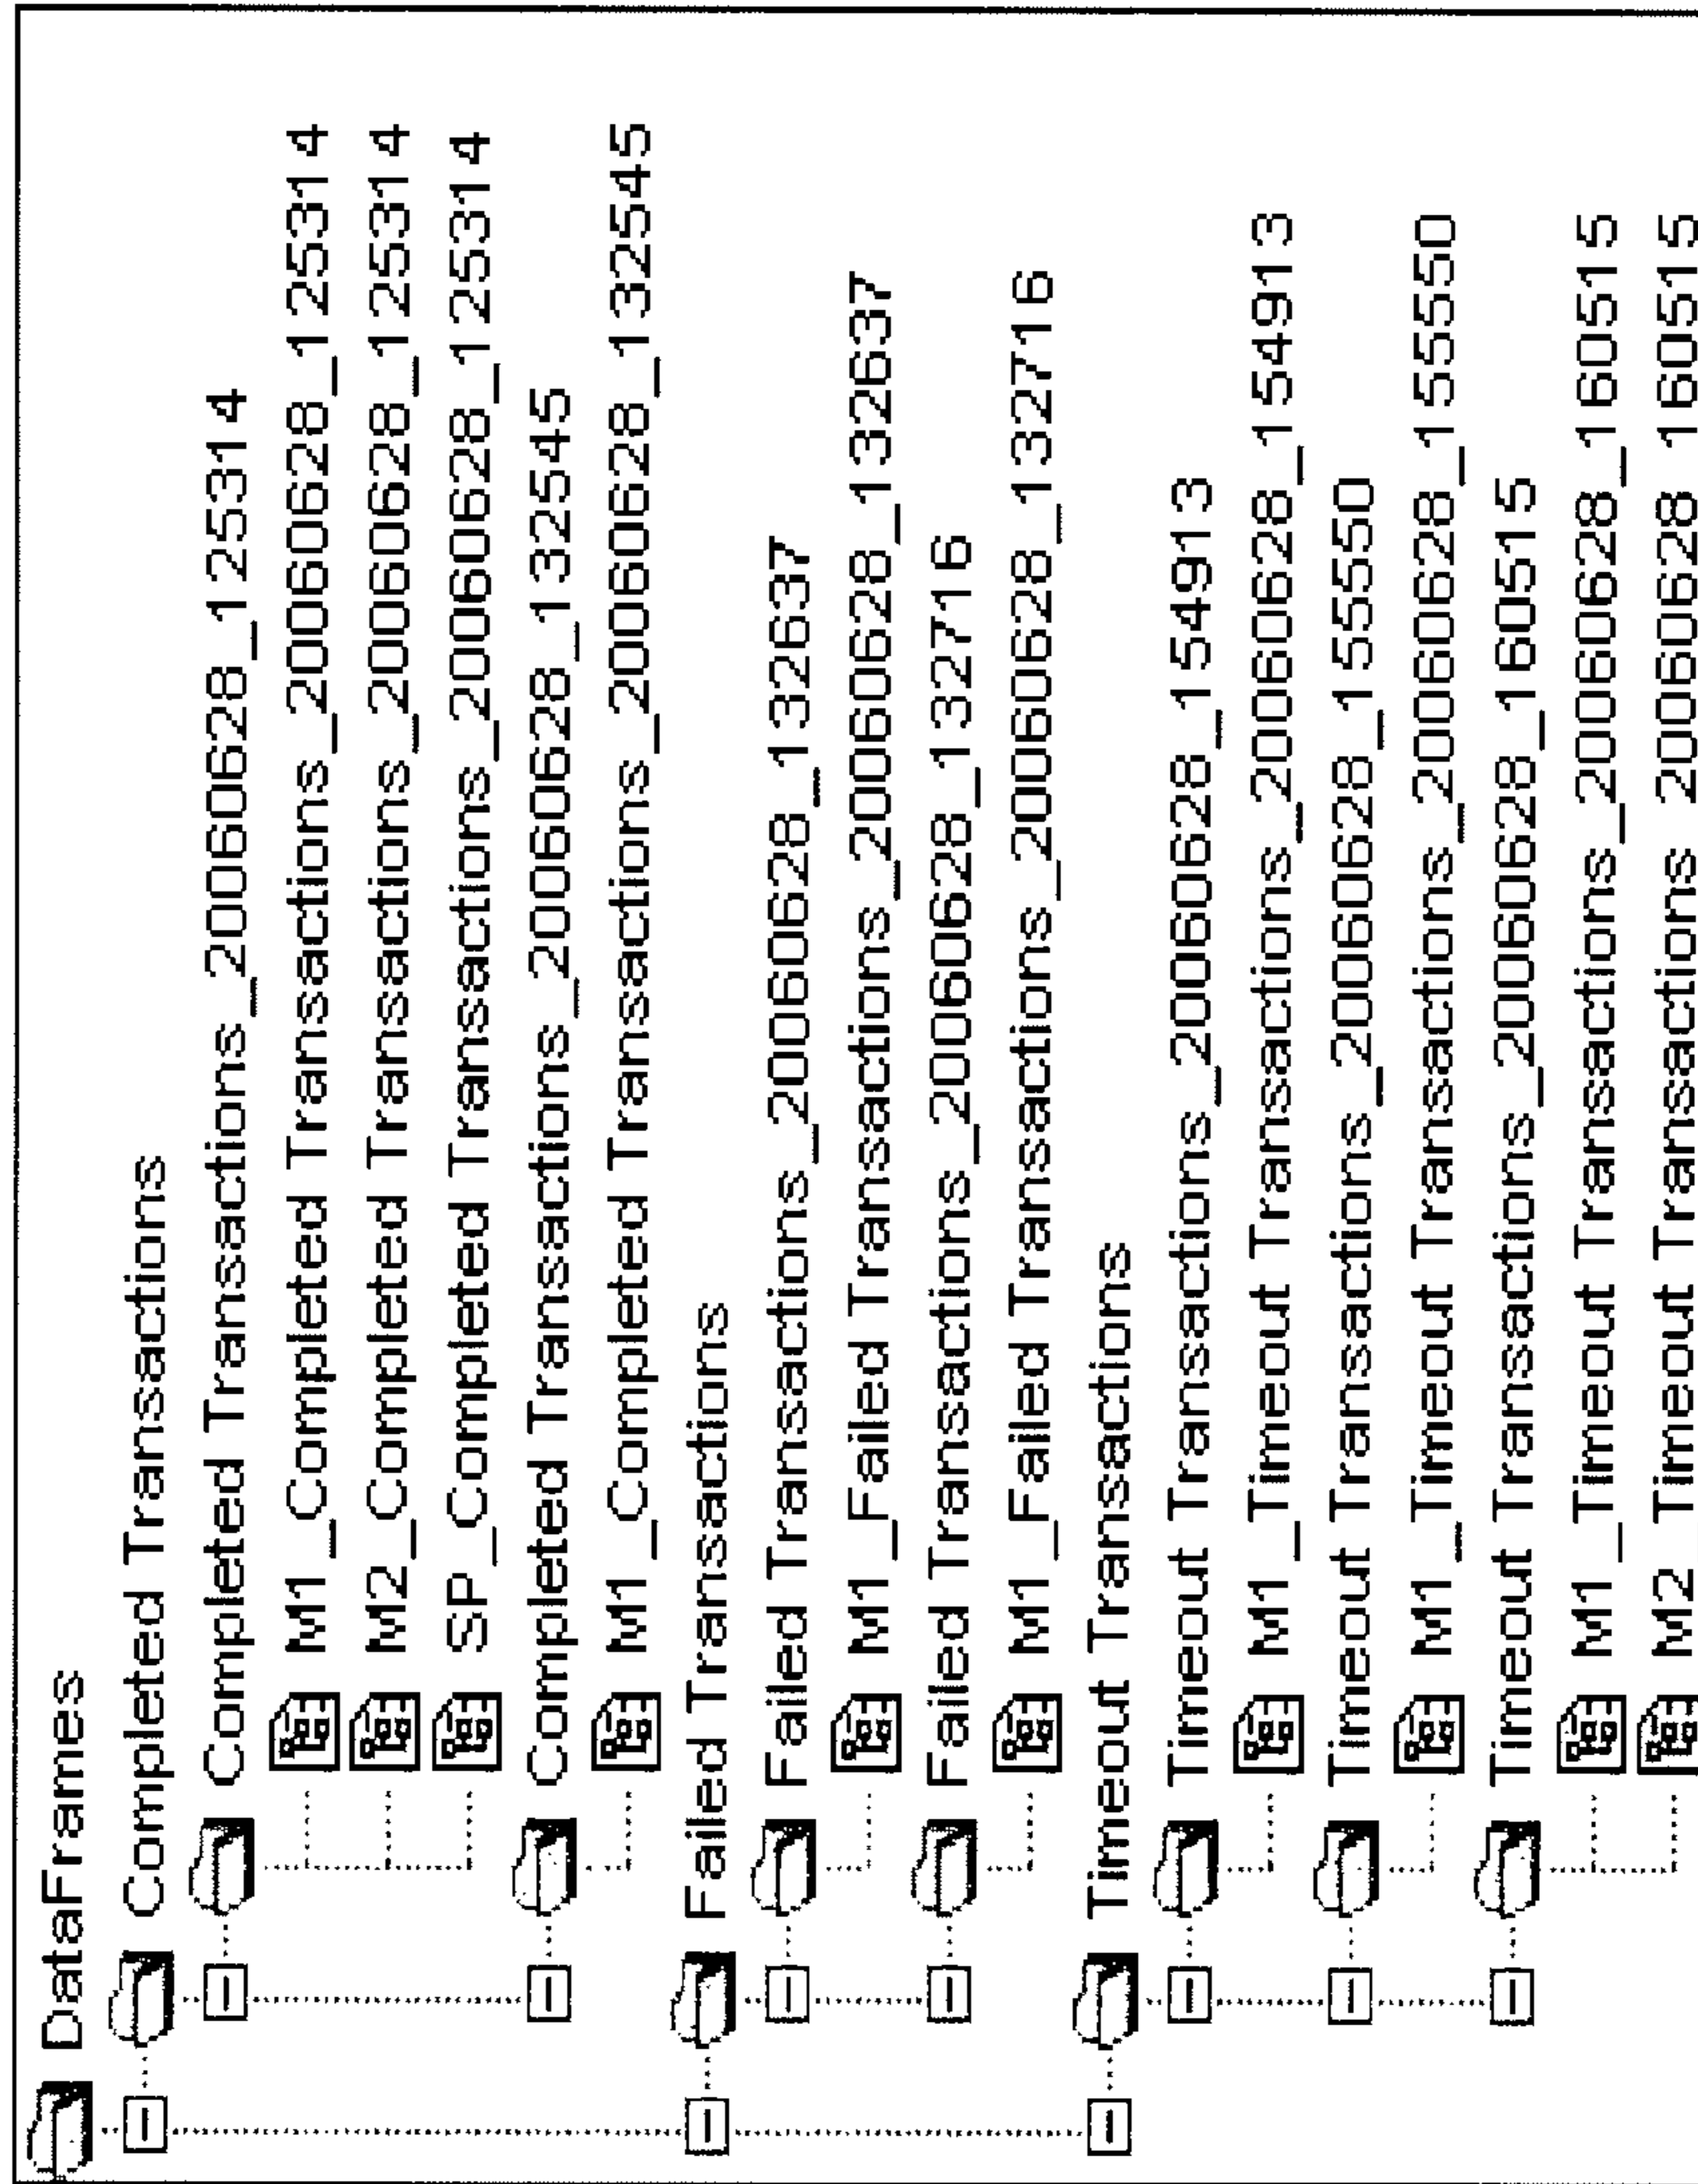 DataFrames
Completed Transactions
Completed Transactions_20060628_125314
M1_Completed Transactions_20060628_125314
M2_Completed Transactions_20060628_125314
SP_Completed Transactions_20060628_125314
Completed Transactions_20060628_132545
M1_Completed Transactions_20060628_132545
Failed Transactions
Failed Transactions_20060628_132637
M1_Failed Transactions_20060628_132637
Failed Transactions_20060628_132716
M1_Failed Transactions_20060628_132716
Timeout Transactions
Timeout Transactions_20060628_154913
M1_Timeout Transactions_20060628_154913
Timeout Transactions_20060628_155550
M1_Timeout Transactions_20060628_155550
Timeout Transactions_20060628_160515
M1_Timeout Transactions_20060628_160515
M2_Timeout Transactions_20060628_160515